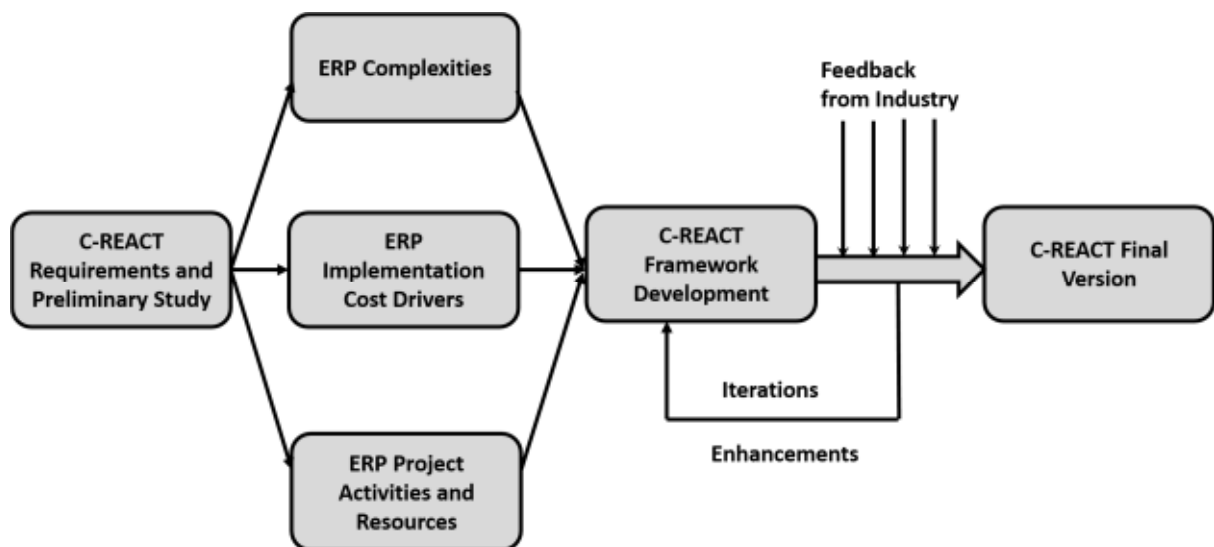 C-REACT
Requirements and
Preliminary Study
ERP Complexities
ERP
Implementation
Cost Drivers
ERP Project
Activities and
Resources
C-REACT
Framework
Development
Feedback
from Industry
Iterations
Enhancements
C-REACT Final
Version